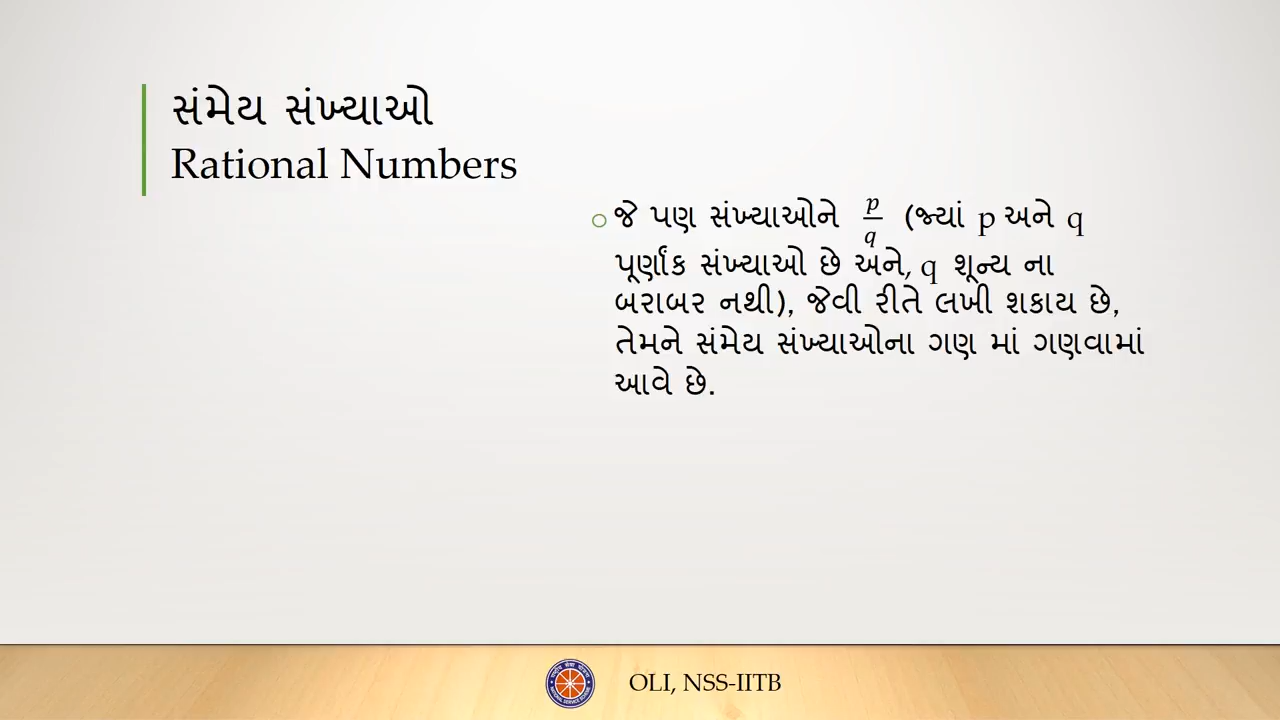 સંમેય સંખ્યાઓ
Rational Numbers
જે પણ સંખ્યાઓને p/q (જ્યાં p અને q
પૂર્ણાંક સંખ્યાઓ છે અને, q શૂન્ય ના
બરાબર નથી), જેવી રીતે લખી શકાય છે,
તેમને સંમેય સંખ્યાઓના ગણ માં ગણવામાં
આવે છે.
OLI, NSS-IITB